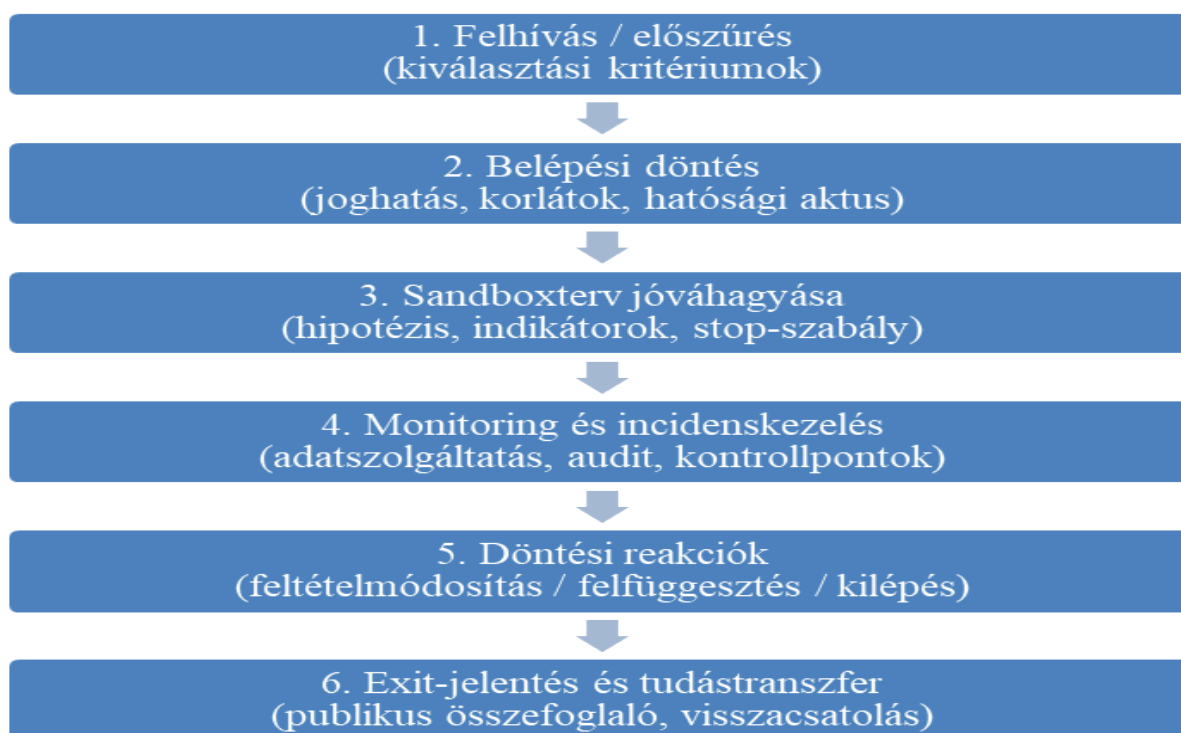 1. Felhívás / előszűrés
(kiválasztási kritériumok)
2. Belépési döntés
(joghatás, korlátok, hatósági aktus)
3. Sandboxterv jóváhagyása
(hipotézis, indikátorok, stop-szabály)
4. Monitoring és incidenskezelés
(adatszolgáltatás, audit, kontrollpontok)
5. Döntési reakciók
(feltételmódosítás / felfüggesztés / kilépés)
6. Exit-jelentés és tudástranszfer
(publikus összefoglaló, visszacsatolás)